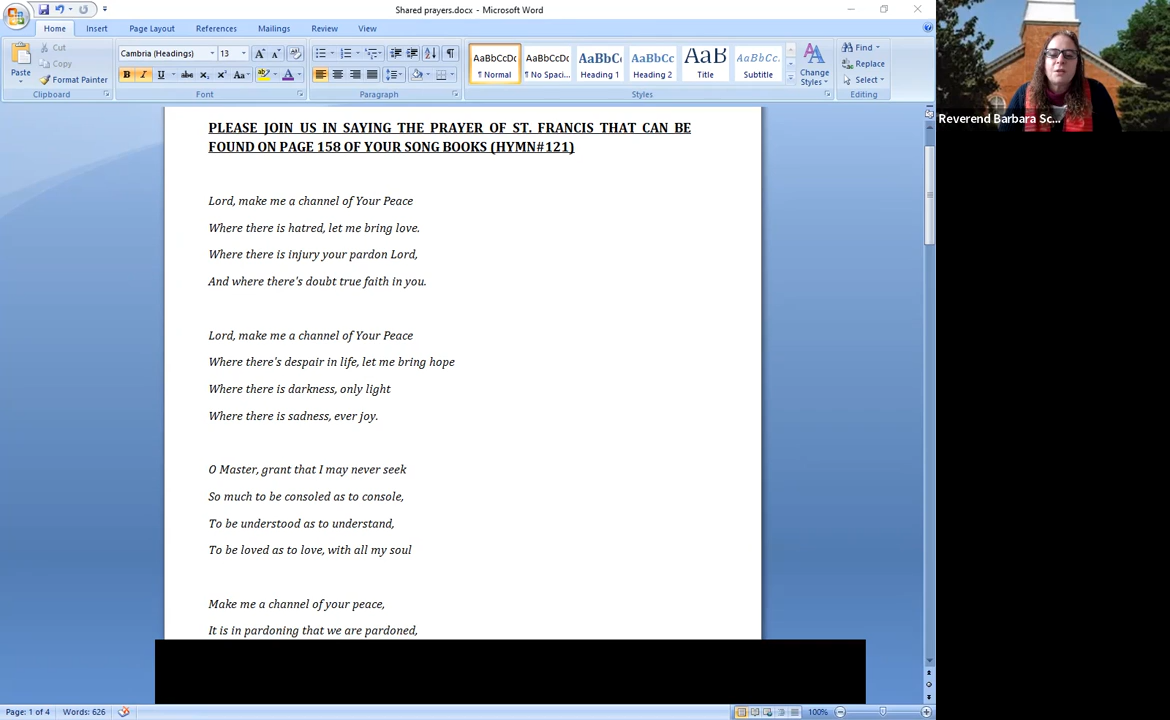 Shared prayers.docx - Microsoft Word
Home Insert Page Layout References Mailings Review View
Paste
Cut
Copy
Format Painter
Clipboard
Cambria (Headings) 13
Font
Paragraph
AaBbCcDc AaBbCcDc AaBbC AaBbCc AaB AaBbCc.
¶ Normal ¶ No Spaci... Heading 1 Heading 2 Title Subtitle
Change Styles
Styles
Find
Replace
Select
Editing
Reverend Barbara Sc...
PLEASE JOIN US IN SAYING THE PRAYER OF ST. FRANCIS THAT CAN BE
FOUND ON PAGE 158 OF YOUR SONG BOOKS (HYMN#121)
Lord, make me a channel of Your Peace
Where there is hatred, let me bring love.
Where there is injury your pardon Lord,
And where there's doubt true faith in you.
Lord, make me a channel of Your Peace
Where there's despair in life, let me bring hope
Where there is darkness, only light
Where there is sadness, ever joy.
O Master, grant that I may never seek
So much to be consoled as to console,
To be understood as to understand,
To be loved as to love, with all my soul
Make me a channel of your peace,
It is in pardoning that we are pardoned,
Page: 1 of 4 Words: 626 100%